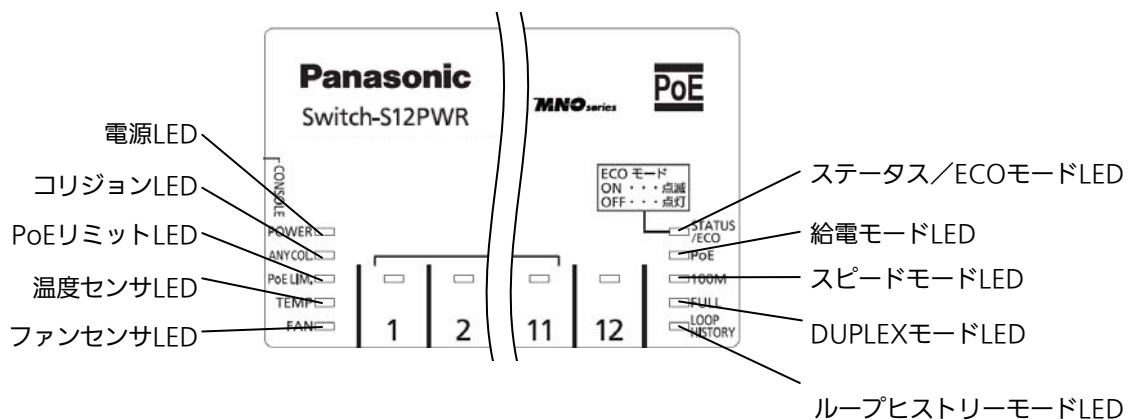 Panasonic
Switch-S12PWR
MNO series
PoE
電源LED
コリジョンLED
PoEリミットLED
温度センサLED
ファンセンサLED
CONSOLE
POWER
ANY COL.
PoE LIM.
TEMP
FAN
1
2
11
12
ECO モード
ON ・・・点滅
OFF ・・・点灯
STATUS
/ECO
PoE
100M
FULL
LOOP
HISTORY
ステータス/ECOモードLED
給電モードLED
スピードモードLED
DUPLEXモードLED
ループヒストリーモードLED